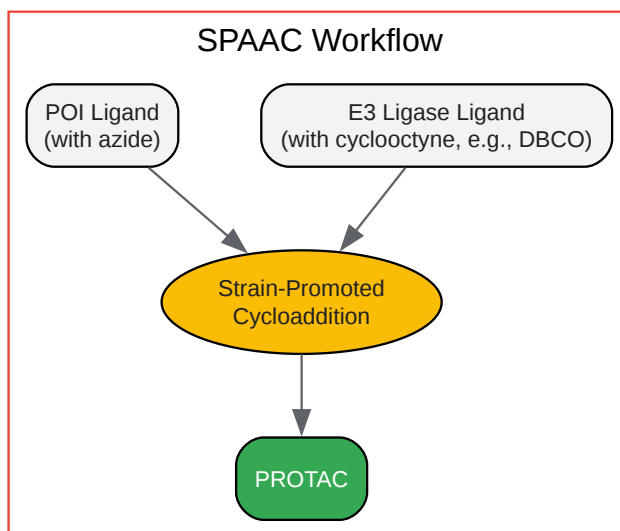 SPAAC Workflow
POI Ligand
(with azide)
E3 Ligase Ligand
(with cyclooctyne, e.g., DBCO)
Strain-Promoted
Cycloaddition
PROTAC